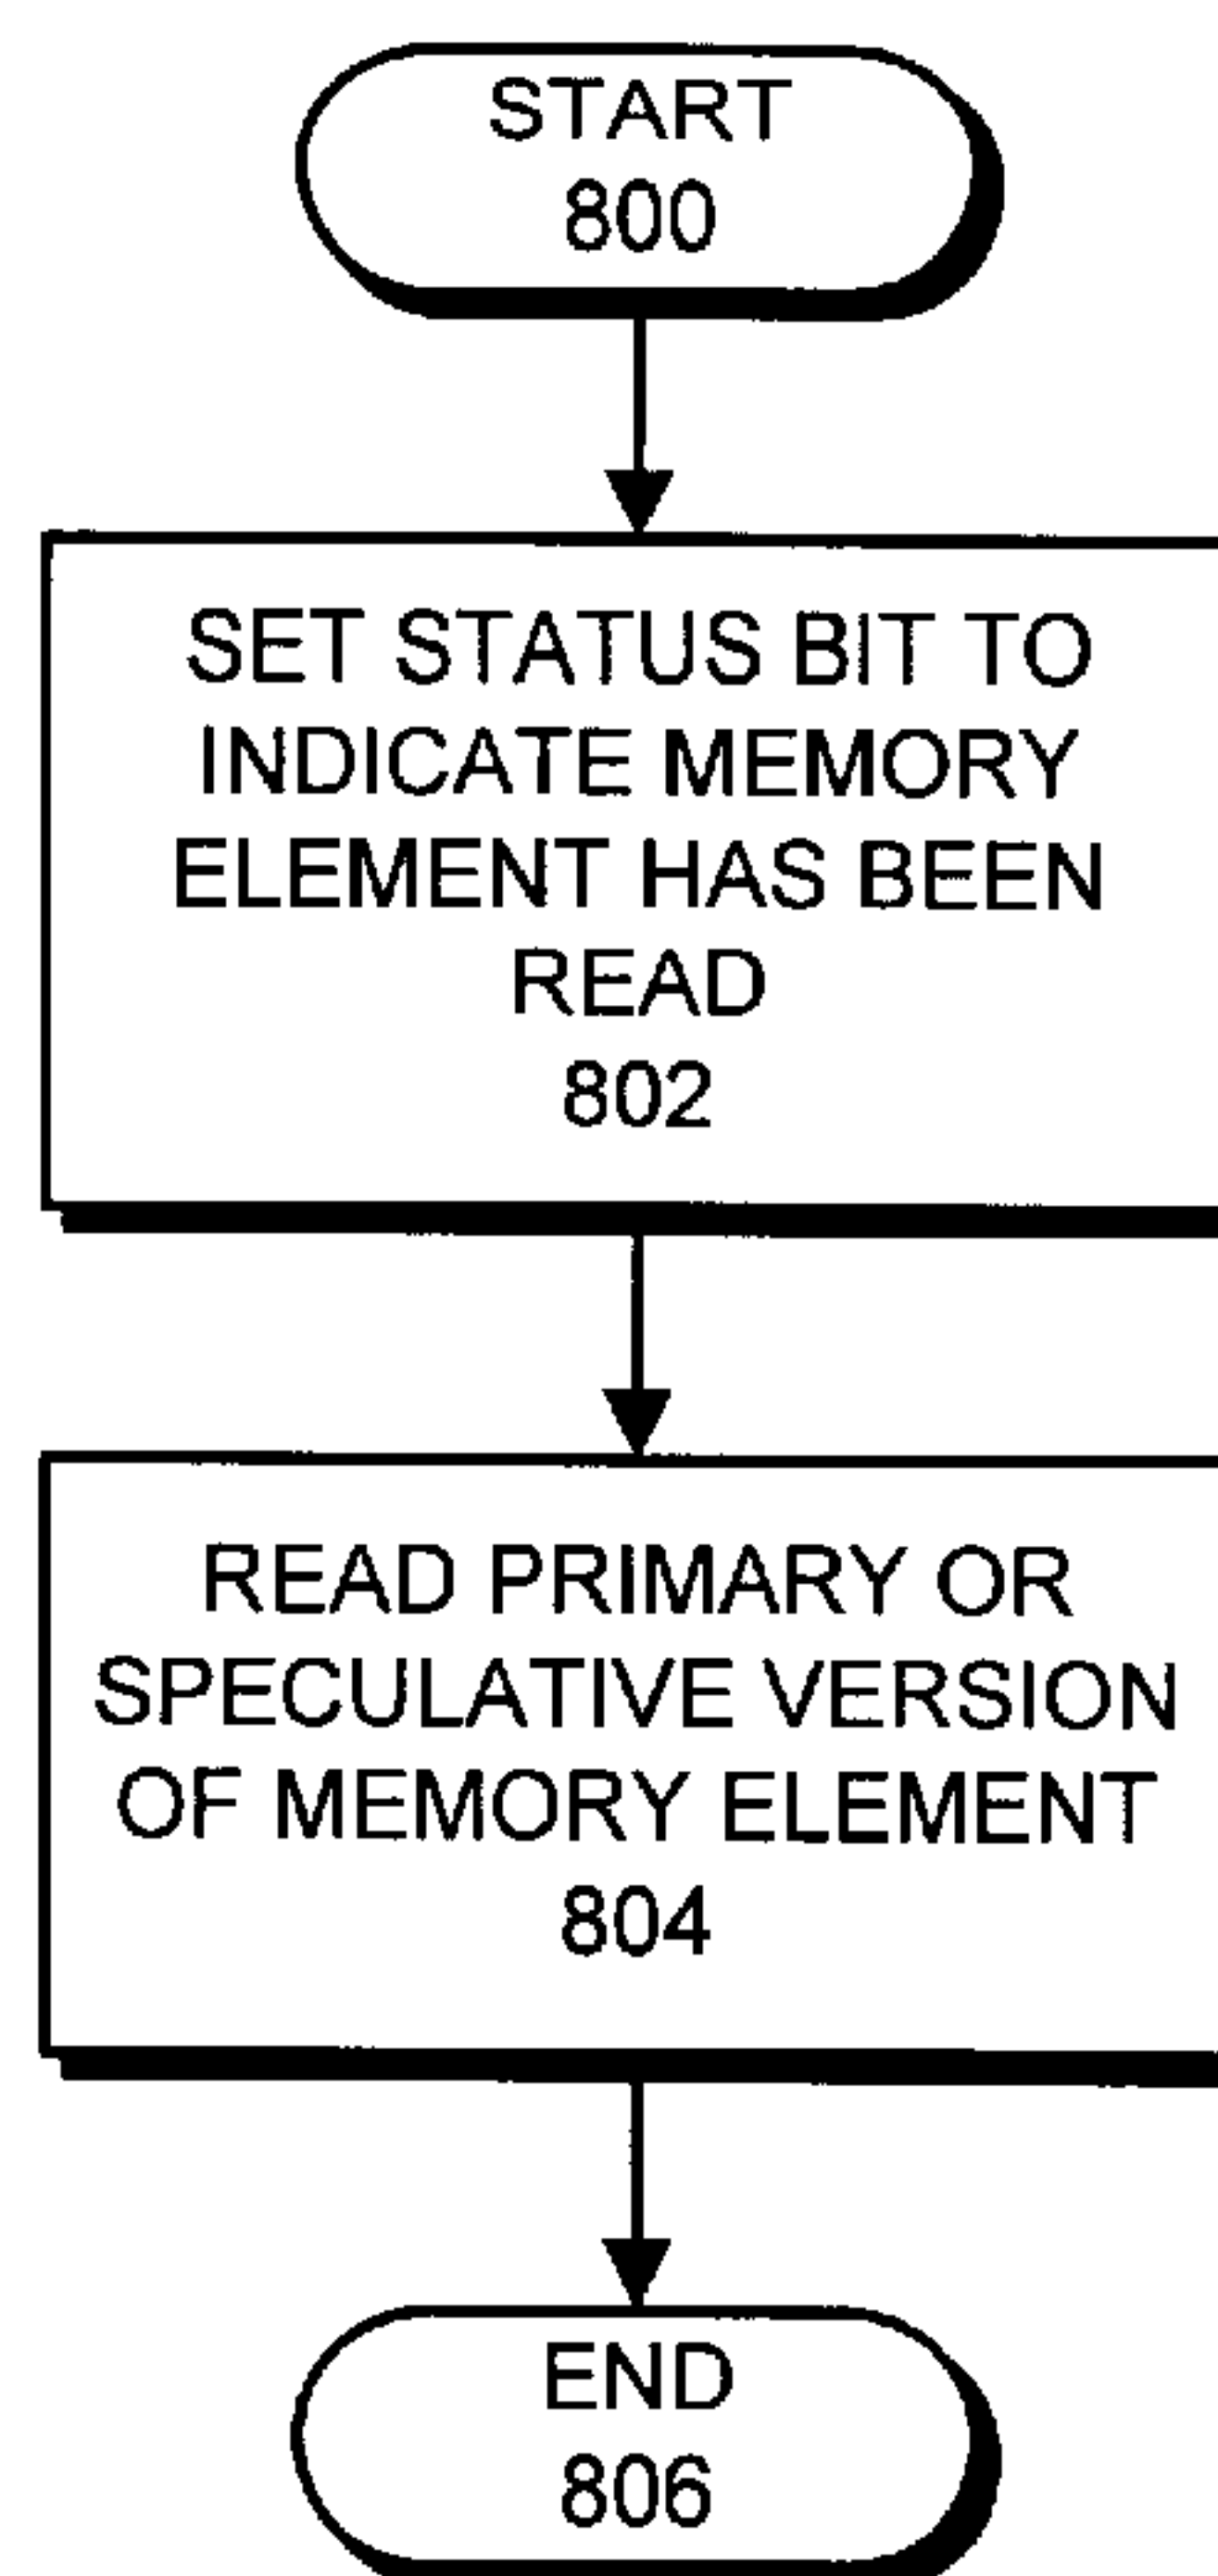 START
800
SET STATUS BIT TO
INDICATE MEMORY
ELEMENT HAS BEEN
READ
802
READ PRIMARY OR
SPECULATIVE VERSION
OF MEMORY ELEMENT
804
END
806